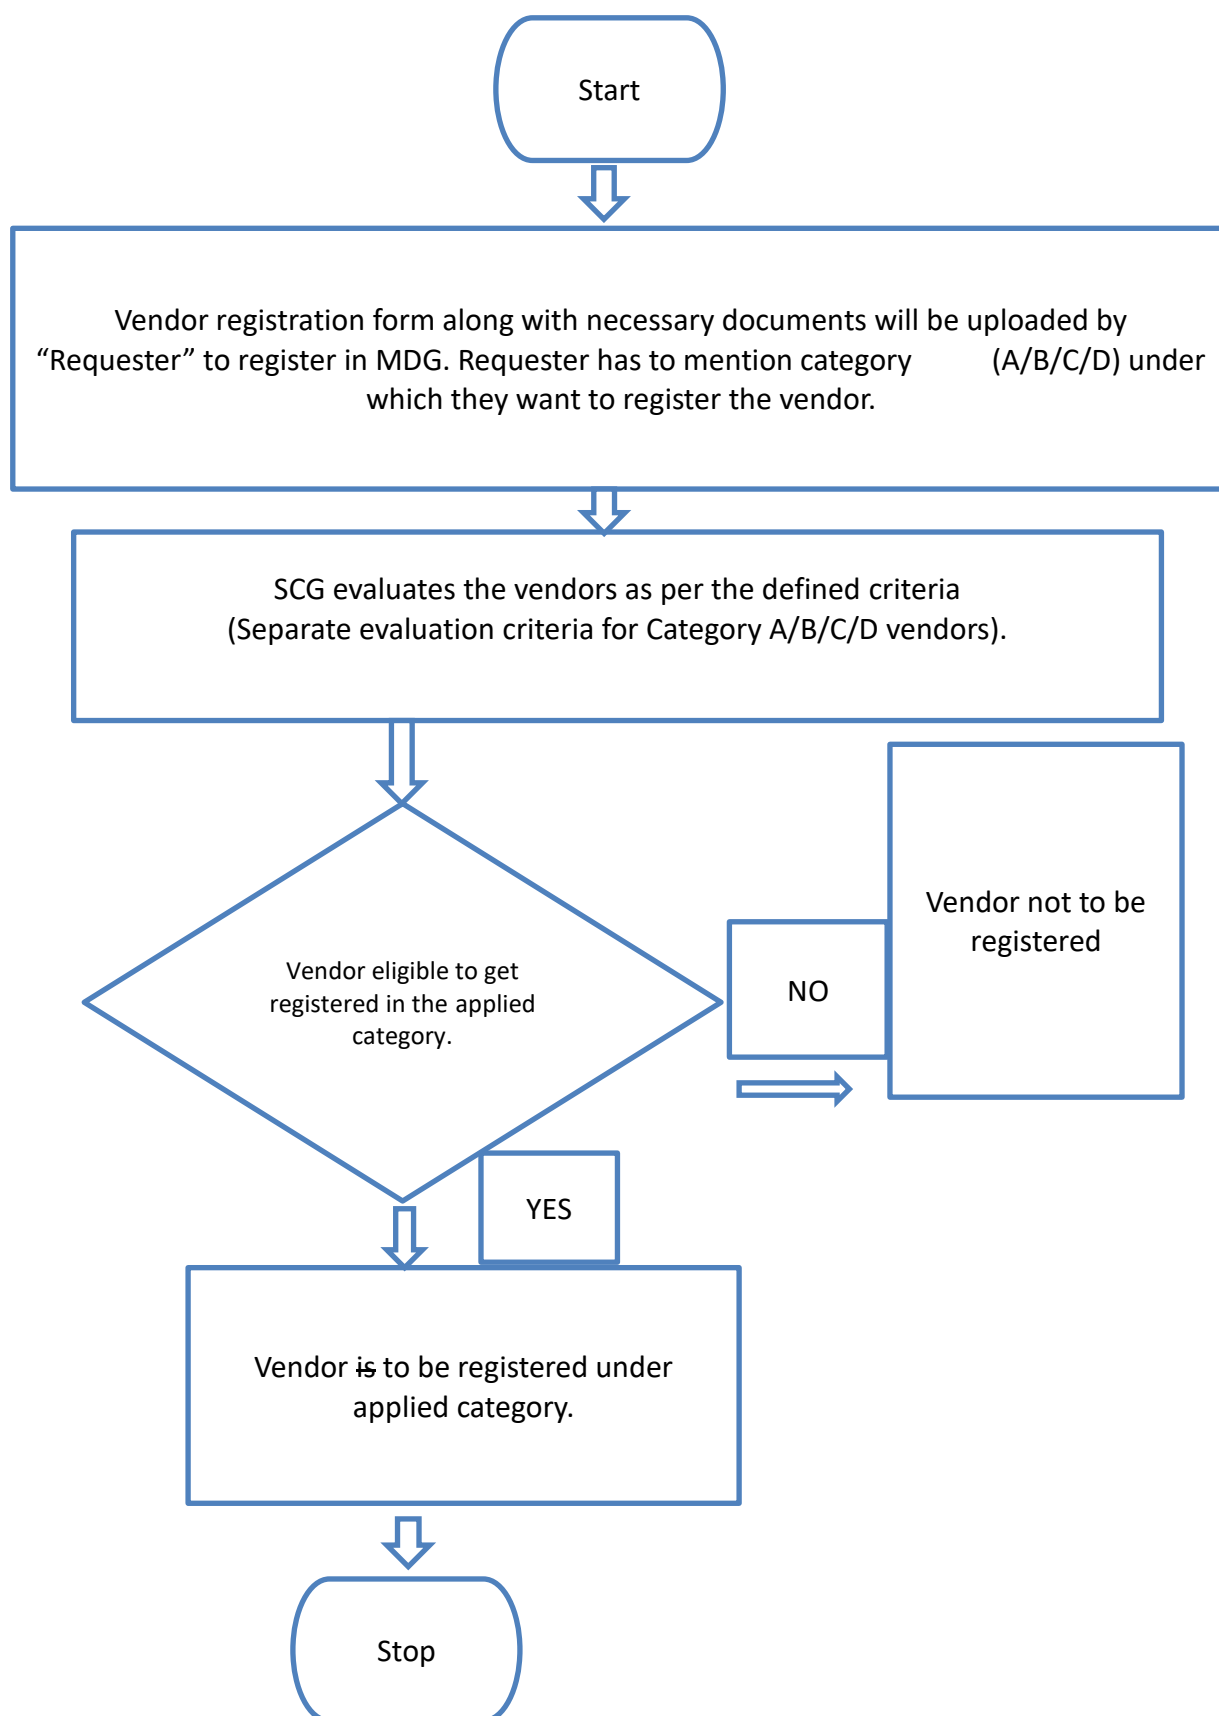 Start
Vendor registration form along with necessary documents will be uploaded by
“Requester” to register in MDG. Requester has to mention category (A/B/C/D) under
which they want to register the vendor.
SCG evaluates the vendors as per the defined criteria
(Separate evaluation criteria for Category A/B/C/D vendors).
Vendor not to be
registered
Vendor eligible to get
registered in the applied
category.
NO
YES
Vendor is to be registered under
applied category.
Stop